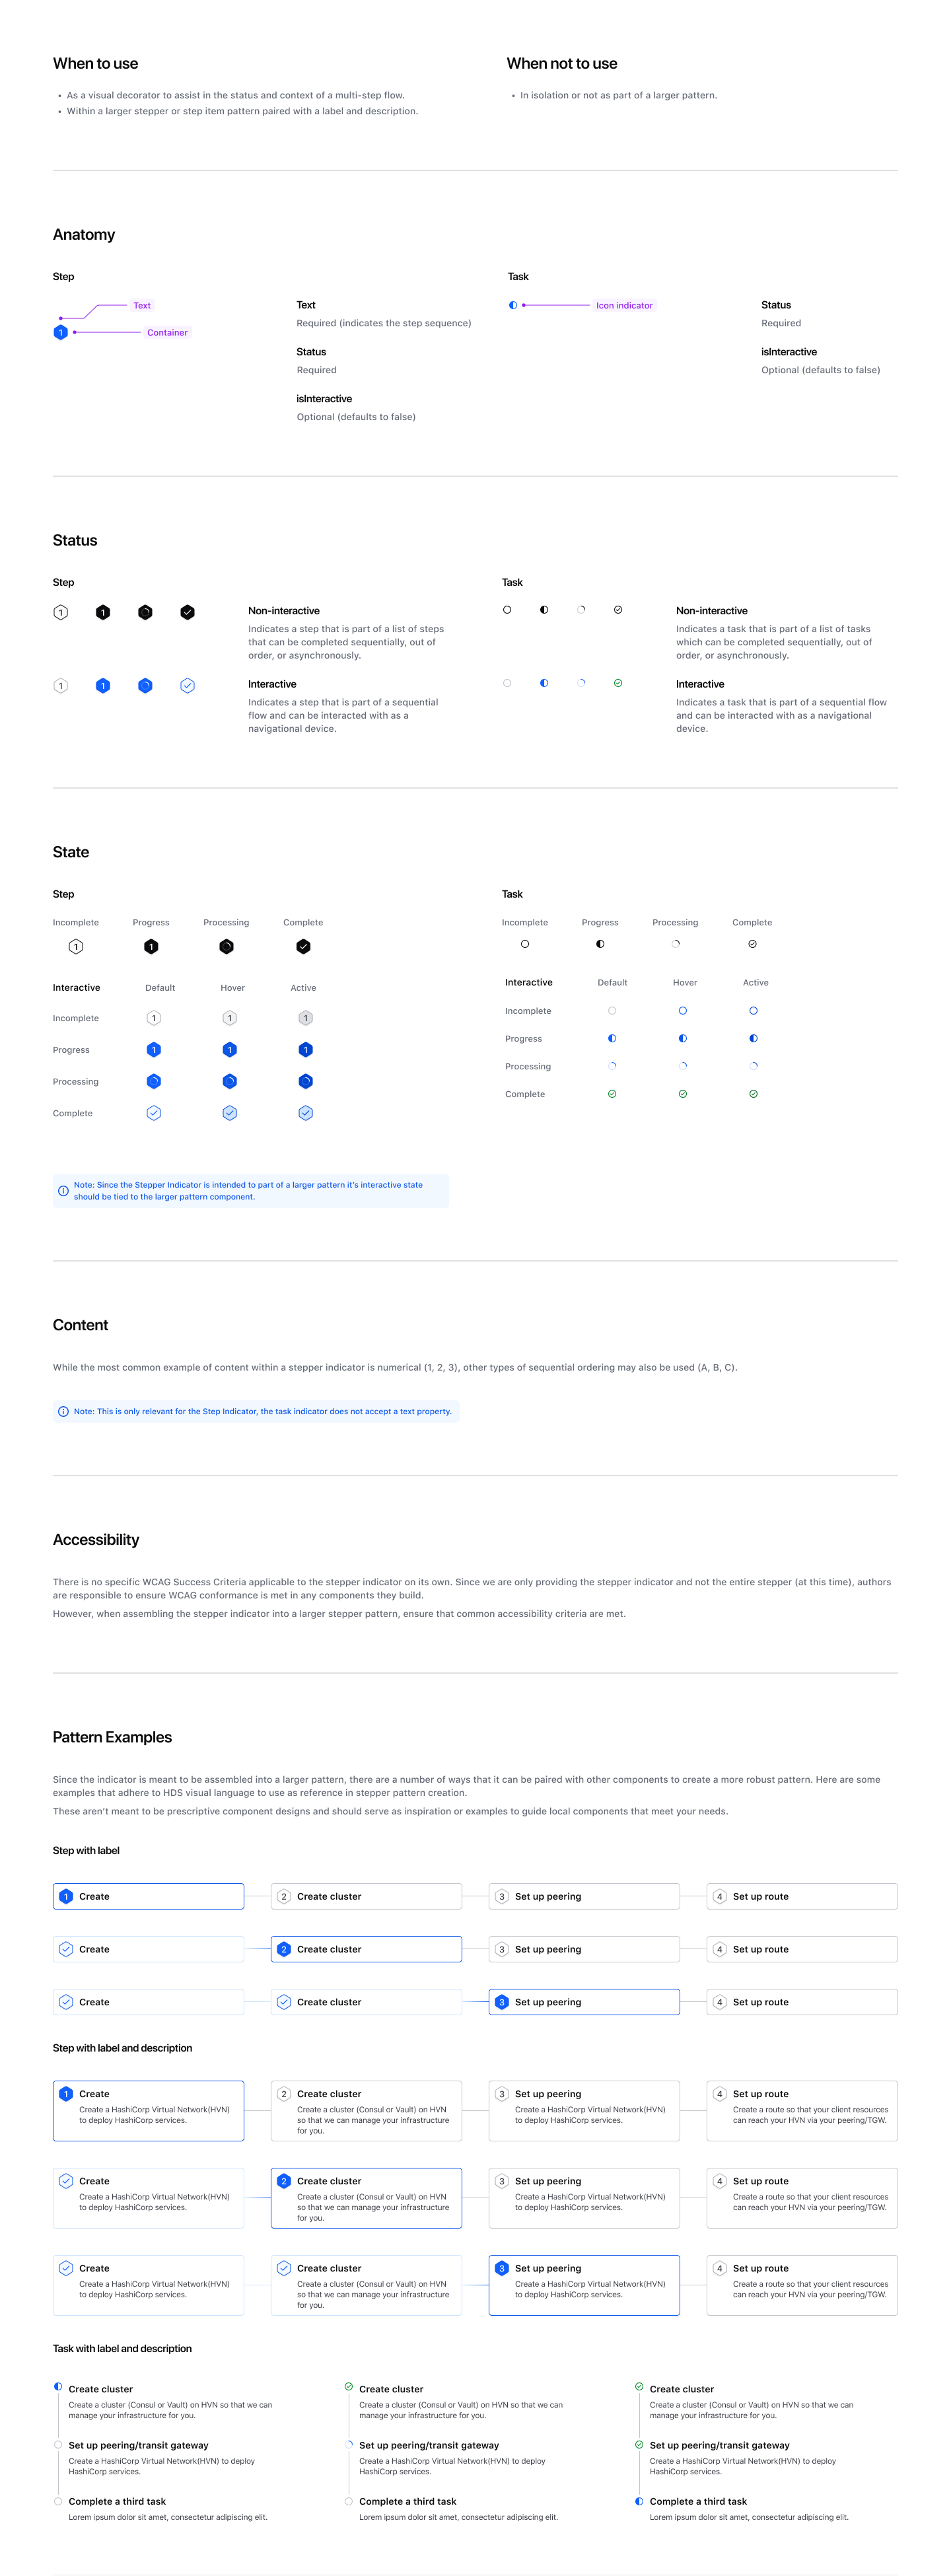 When to use
When not to use
• As a visual decorator to assist in the status and context of a multi-step flow.
• Within a larger stepper or step item pattern paired with a label and description.
• In isolation or not as part of a larger pattern.
Anatomy
Step
Text
1
Container
Text
Required (indicates the step sequence)
Status
Required
isInteractive
Optional (defaults to false)
Task
Icon indicator
Status
Required
isInteractive
Optional (defaults to false)
Status
Step
1 1
Non-interactive
Indicates a step that is part of a list of steps
that can be completed sequentially, out of
order, or asynchronously.
1 1
Interactive
Indicates a step that is part of a sequential
flow and can be interacted with as a
navigational device.
Task
Non-interactive
Indicates a task that is part of a list of tasks
which can be completed sequentially, out of
order, or asynchronously.
Interactive
Indicates a task that is part of a sequential flow
and can be interacted with as a navigational
device.
State
Step
Incomplete Progress Processing Complete
1 1
Interactive Default Hover Active
Incomplete 1 1 1
Progress 1 1 1
Processing
Complete
Task
Incomplete Progress Processing Complete
Interactive Default Hover Active
Incomplete
Progress
Processing
Complete
Note: Since the Stepper Indicator is intended to part of a larger pattern it's interactive state
should be tied to the larger pattern component.
Content
While the most common example of content within a stepper indicator is numerical (1, 2, 3), other types of sequential ordering may also be used (A, B, C).
Note: This is only relevant for the Step Indicator, the task indicator does not accept a text property.
Accessibility
There is no specific WCAG Success Criteria applicable to the stepper indicator on its own. Since we are only providing the stepper indicator and not the entire stepper (at this time), authors
are responsible to ensure WCAG conformance is met in any components they build.
However, when assembling the stepper indicator into a larger stepper pattern, ensure that common accessibility criteria are met.
Pattern Examples
Since the indicator is meant to be assembled into a larger pattern, there are a number of ways that it can be paired with other components to create a more robust pattern. Here are some
examples that adhere to HDS visual language to use as reference in stepper pattern creation.
These aren't meant to be prescriptive component designs and should serve as inspiration or examples to guide local components that meet your needs.
Step with label
1 Create
2 Create cluster
3 Set up peering
4 Set up route
Create
2 Create cluster
3 Set up peering
4 Set up route
Create
Create cluster
3 Set up peering
4 Set up route
Step with label and description
1 Create
Create a HashiCorp Virtual Network(HVN)
to deploy HashiCorp services.
2 Create cluster
Create a cluster (Consul or Vault) on HVN
so that we can manage your infrastructure
for you.
3 Set up peering
Create a HashiCorp Virtual Network(HVN)
to deploy HashiCorp services.
4 Set up route
Create a route so that your client resources
can reach your HVN via your peering/TGW.
Create
Create a HashiCorp Virtual Network(HVN)
to deploy HashiCorp services.
2 Create cluster
Create a cluster (Consul or Vault) on HVN
so that we can manage your infrastructure
for you.
3 Set up peering
Create a HashiCorp Virtual Network(HVN)
to deploy HashiCorp services.
4 Set up route
Create a route so that your client resources
can reach your HVN via your peering/TGW.
Create
Create a HashiCorp Virtual Network(HVN)
to deploy HashiCorp services.
Create cluster
Create a cluster (Consul or Vault) on HVN
so that we can manage your infrastructure
for you.
3 Set up peering
Create a HashiCorp Virtual Network(HVN)
to deploy HashiCorp services.
4 Set up route
Create a route so that your client resources
can reach your HVN via your peering/TGW.
Task with label and description
Create cluster
Create a cluster (Consul or Vault) on HVN so that we can
manage your infrastructure for you.
Set up peering/transit gateway
Create a HashiCorp Virtual Network(HVN) to deploy
HashiCorp services.
Complete a third task
Lorem ipsum dolor sit amet, consectetur adipiscing elit.
Create cluster
Create a cluster (Consul or Vault) on HVN so that we can
manage your infrastructure for you.
Set up peering/transit gateway
Create a HashiCorp Virtual Network(HVN) to deploy
HashiCorp services.
Complete a third task
Lorem ipsum dolor sit amet, consectetur adipiscing elit.
Create cluster
Create a cluster (Consul or Vault) on HVN so that we can
manage your infrastructure for you.
Set up peering/transit gateway
Create a HashiCorp Virtual Network(HVN) to deploy
HashiCorp services.
Complete a third task
Lorem ipsum dolor sit amet, consectetur adipiscing elit.